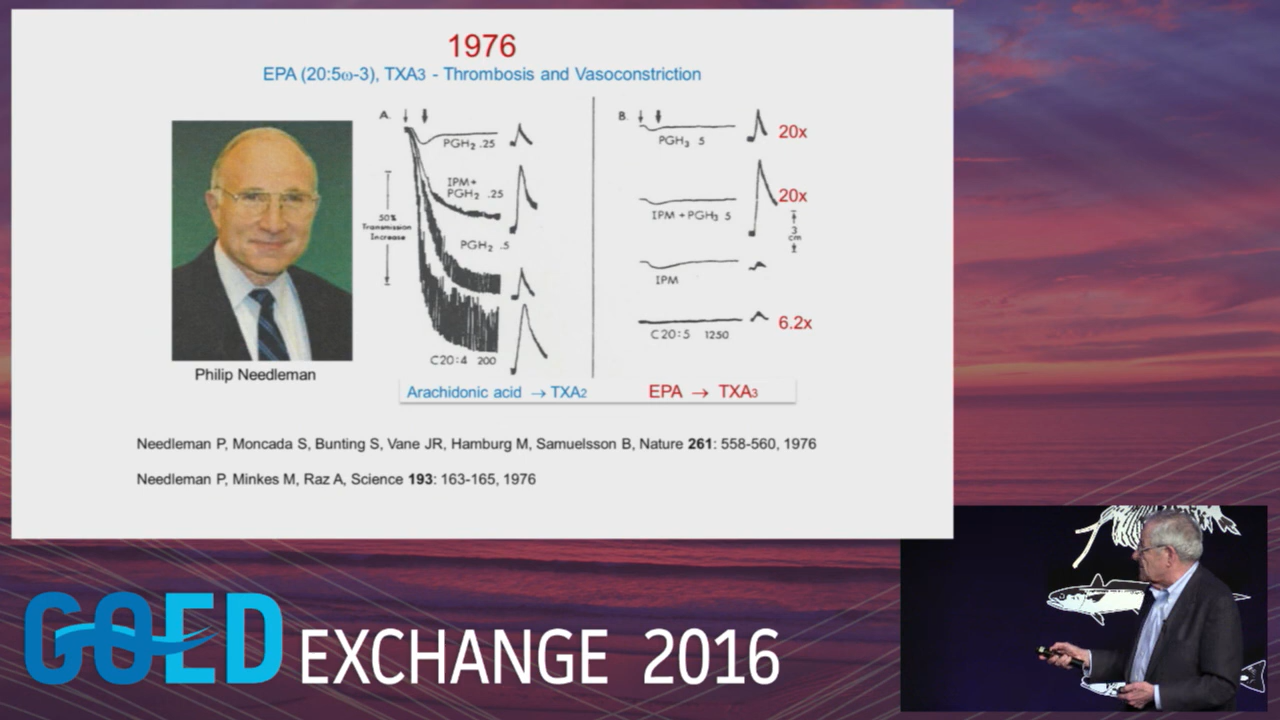 1976
EPA (20:5ω-3), TXA3 - Thrombosis and Vasoconstriction
A.
PGH₂ .25
IPM+
PGH₂ .25
50%
Transmission
Increase
PGH₂ .5
C20:4 200
B.
PGH₃ 5
20x
IPM + PGH₃ 5
20x
3
cm
IPM
C20:5 1250
6.2x
Philip Needleman
Arachidonic acid → TXA2
EPA → TXA3
Needleman P, Moncada S, Bunting S, Vane JR, Hamburg M, Samuelsson B, Nature 261: 558-560, 1976
Needleman P, Minkes M, Raz A, Science 193: 163-165, 1976
GOED EXCHANGE 2016